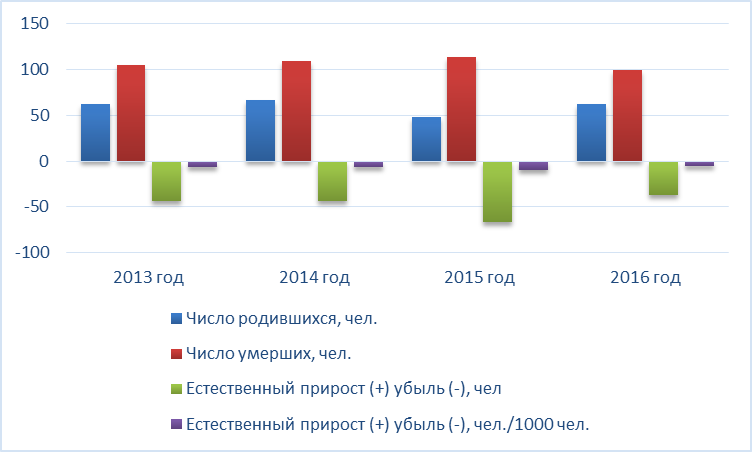 150
100
50
0
-50
-100
2013 год 2014 год 2015 год 2016 год
Число родившихся, чел.
Число умерших, чел.
Естественный прирост (+) убыль (-), чел
Естественный прирост (+) убыль (-), чел./1000 чел.